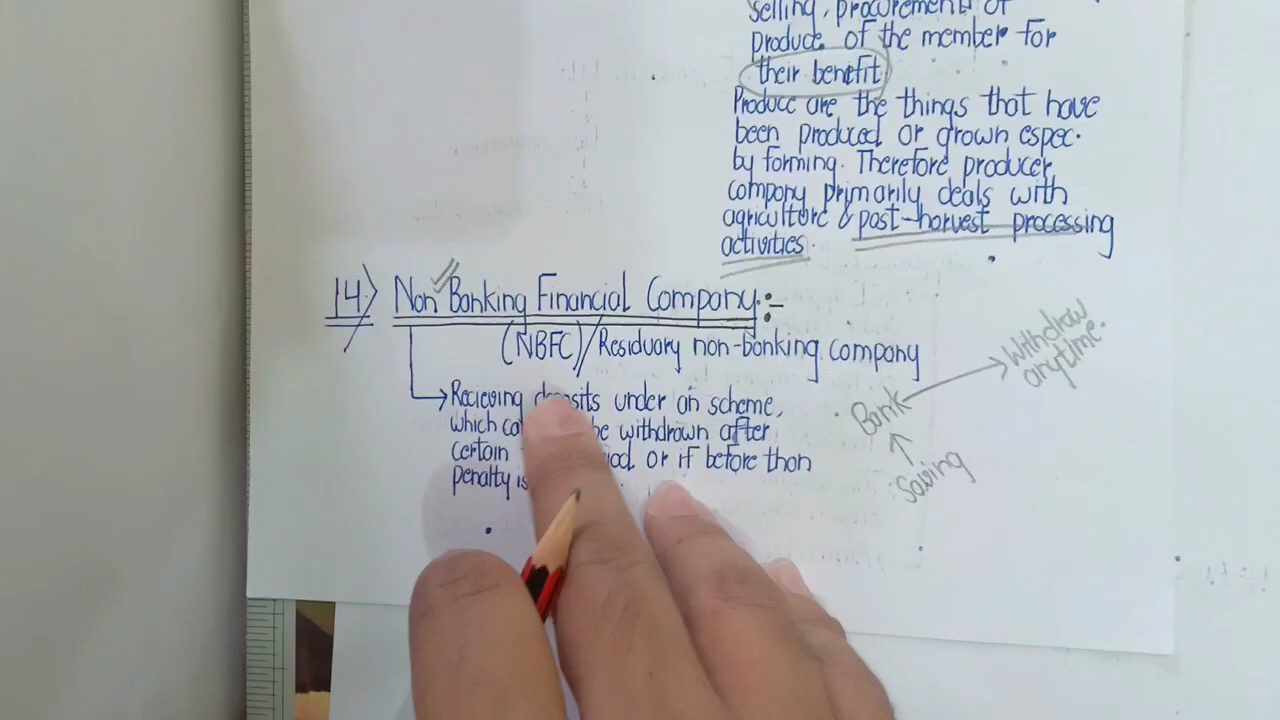 selling, procurement, of
produce of the member for
their benefit
Produce are the things that have
been produced or grown espec.
by forming. Therefore producer
company primarily deals with
agriculture & post-harvest processing
activities.
14) Non Banking Financial Company :-
(NBFC)/Residuary non-banking company
Recieving deposits under an scheme,
which be withdrawn after
certain or if before than
penalty is
Bank
Withdraw
anytime.
Saving